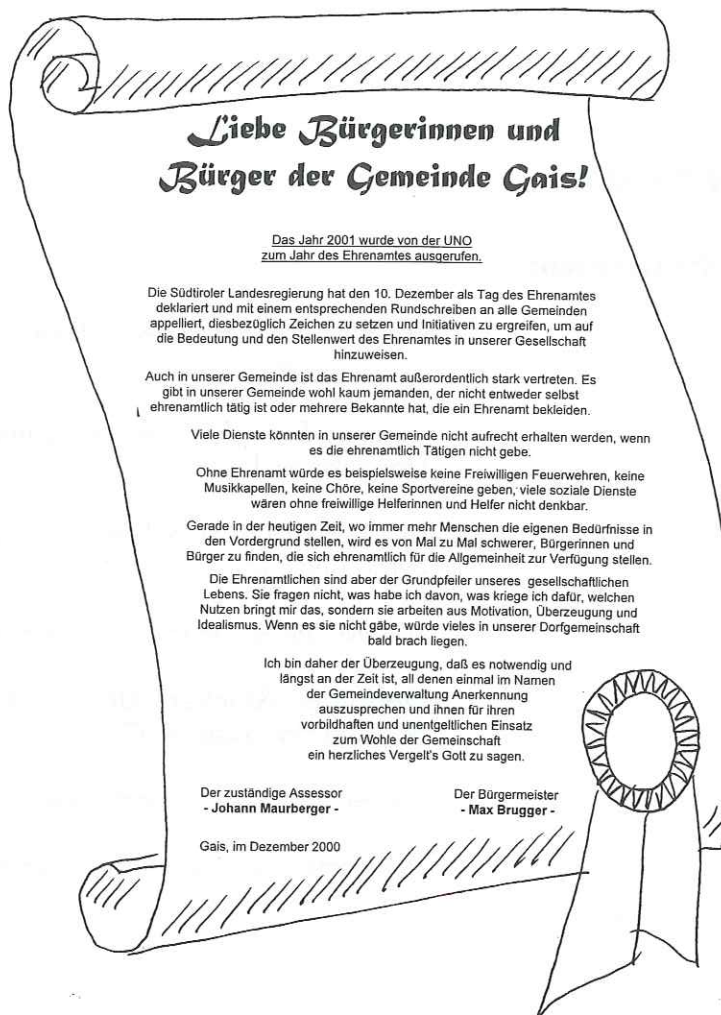 Liebe Bürgerinnen und
Bürger der Gemeinde Gais!
Das Jahr 2001 wurde von der UNO
zum Jahr des Ehrenamtes ausgerufen.
Die Südtiroler Landesregierung hat den 10. Dezember als Tag des Ehrenamtes
deklariert und mit einem entsprechenden Rundschreiben an alle Gemeinden
appelliert, diesbezüglich Zeichen zu setzen und Initiativen zu ergreifen, um auf
die Bedeutung und den Stellenwert des Ehrenamtes in unserer Gesellschaft
hinzuweisen.
Auch in unserer Gemeinde ist das Ehrenamt außerordentlich stark vertreten. Es
gibt in unserer Gemeinde wohl kaum jemanden, der nicht entweder selbst
ehrenamtlich tätig ist oder mehrere Bekannte hat, die ein Ehrenamt bekleiden.
Viele Dienste könnten in unserer Gemeinde nicht aufrecht erhalten werden, wenn
es die ehrenamtlich Tätigen nicht gebe.
Ohne Ehrenamt würde es beispielsweise keine Freiwilligen Feuerwehren, keine
Musikkapellen, keine Chöre, keine Sportvereine geben, viele soziale Dienste
wären ohne freiwillige Helferinnen und Helfer nicht denkbar.
Gerade in der heutigen Zeit, wo immer mehr Menschen die eigenen Bedürfnisse in
den Vordergrund stellen, wird es von Mal zu Mal schwerer, Bürgerinnen und
Bürger zu finden, die sich ehrenamtlich für die Allgemeinheit zur Verfügung stellen.
Die Ehrenamtlichen sind aber der Grundpfeiler unseres gesellschaftlichen
Lebens. Sie fragen nicht, was habe ich davon, was kriege ich dafür, welchen
Nutzen bringt mir das, sondern sie arbeiten aus Motivation, Überzeugung und
Idealismus. Wenn es sie nicht gäbe, würde vieles in unserer Dorfgemeinschaft
bald brach liegen.
Ich bin daher der Überzeugung, daß es notwendig und
längst an der Zeit ist, all denen einmal im Namen
der Gemeindeverwaltung Anerkennung
auszusprechen und ihnen für ihren
vorbildhaften und unentgeltlichen Einsatz
zum Wohle der Gemeinschaft
ein herzliches Vergelt's Gott zu sagen.
Der zuständige Assessor
- Johann Maurberger -
Der Bürgermeister
- Max Brugger -
Gais, im Dezember 2000